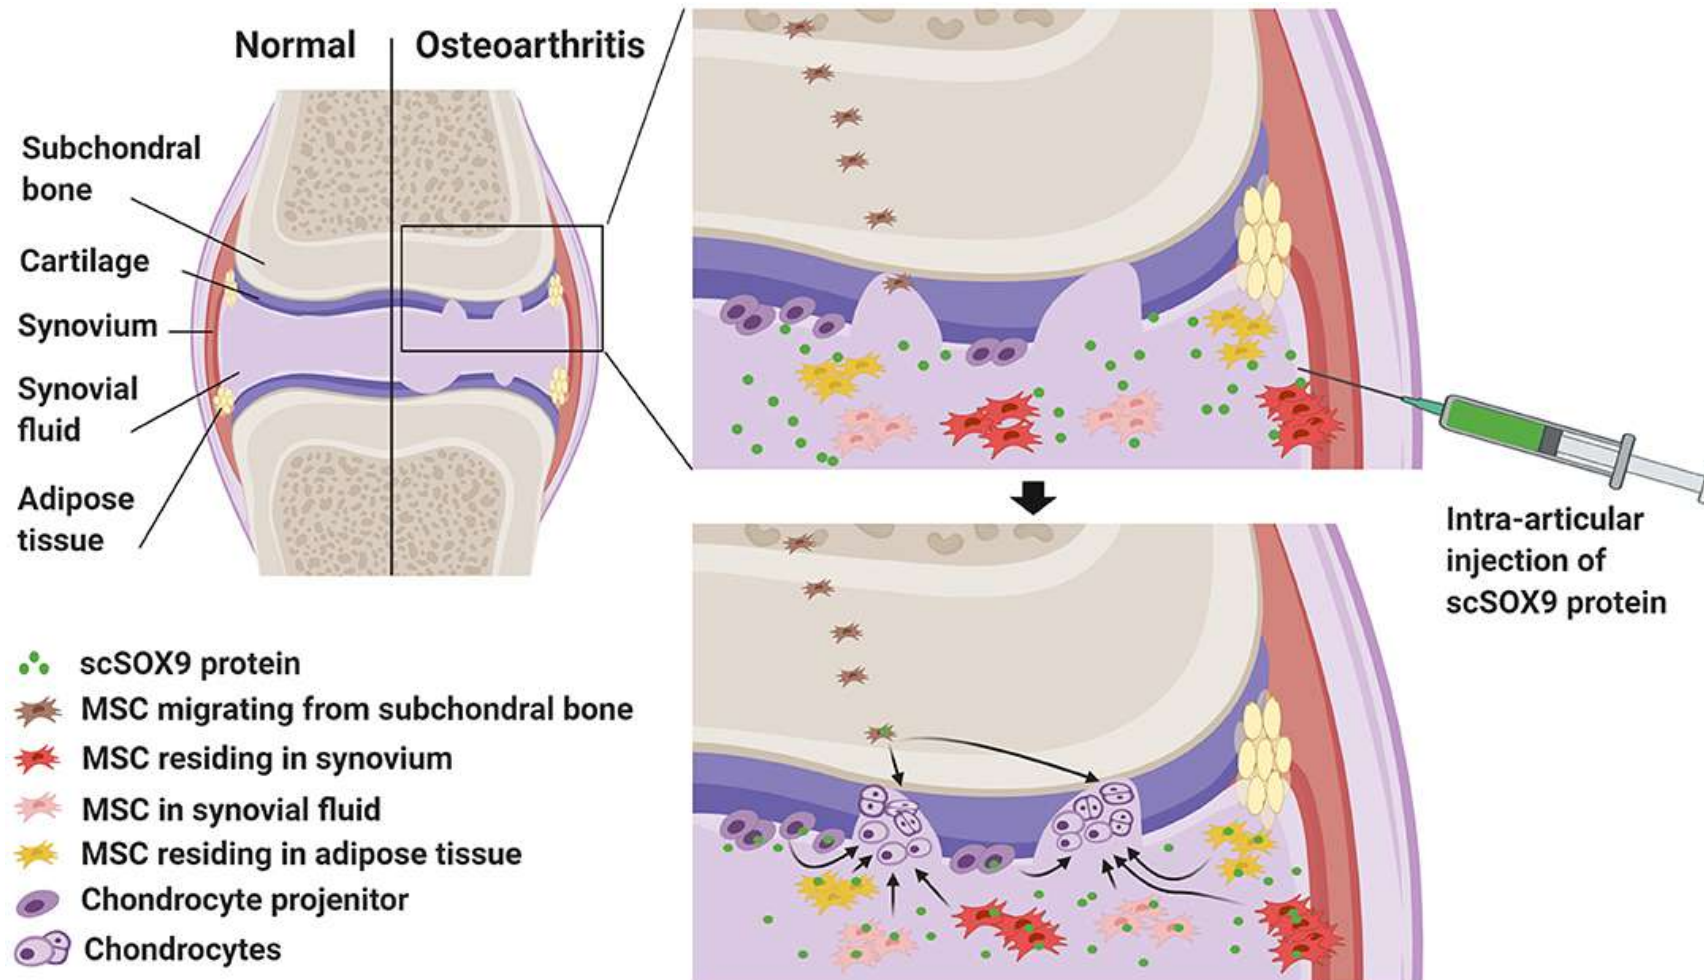 Normal
Osteoarthritis
Subchondral
bone
Cartilage
Synovium
Synovial
fluid
Adipose
tissue
Intra-articular
injection of
scSOX9 protein
scSOX9 protein
MSC migrating from subchondral bone
MSC residing in synovium
MSC in synovial fluid
MSC residing in adipose tissue
Chondrocyte projenitor
Chondrocytes